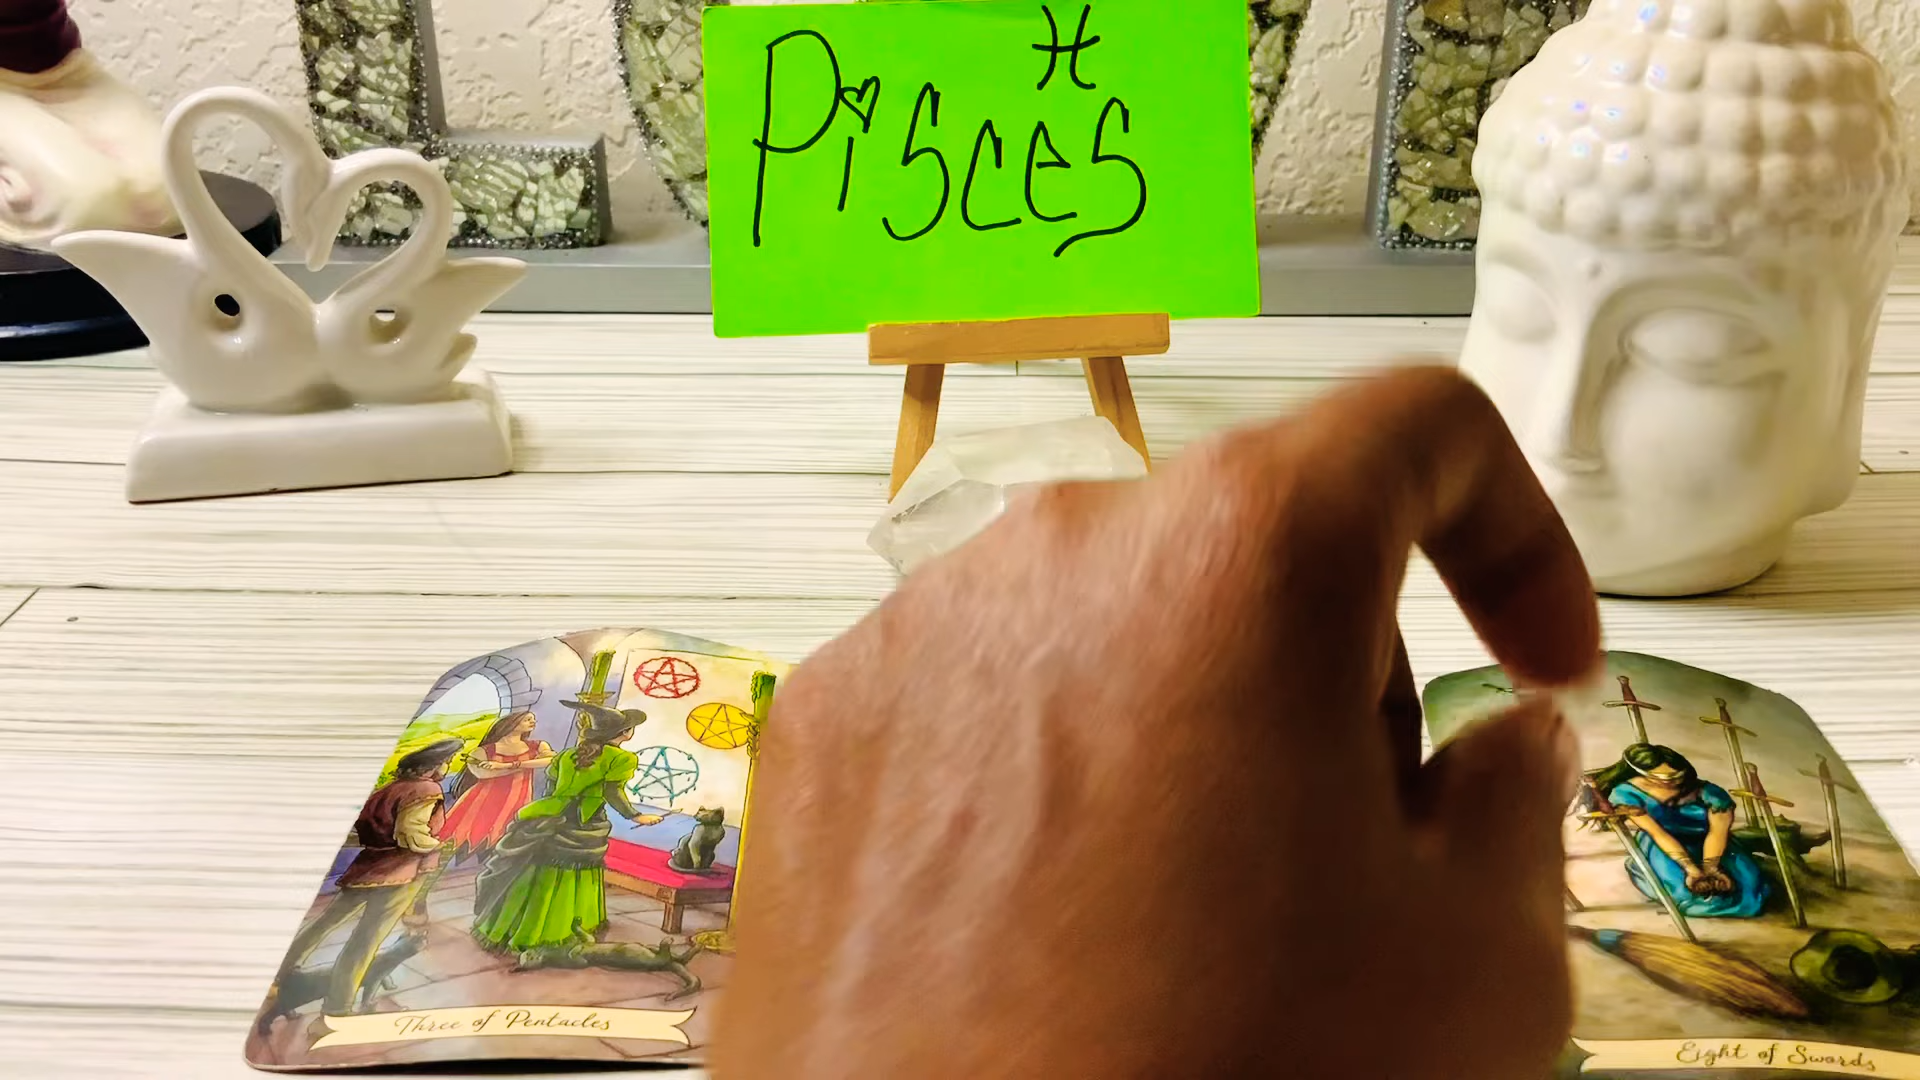 ♓
Pisces
Three of Pentacles
Eight of Swords